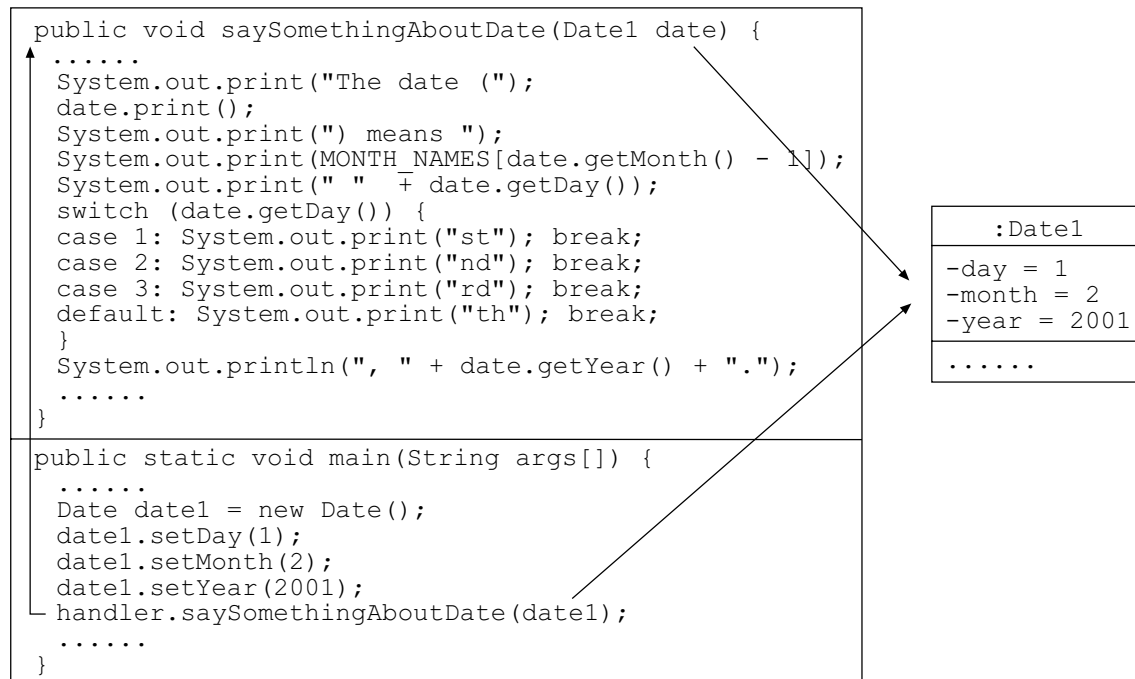 public void saySomethingAboutDate(Date1 date) {
......
System.out.print("The date (");
date.print();
System.out.print(") means ");
System.out.print(MONTH_NAMES[date.getMonth() - 1]);
System.out.print(" " + date.getDay());
switch (date.getDay()) {
case 1: System.out.print("st"); break;
case 2: System.out.print("nd"); break;
case 3: System.out.print("rd"); break;
default: System.out.print("th"); break;
}
System.out.println(", " + date.getYear() + ".");
......
}
public static void main(String args[]) {
......
Date date1 = new Date();
date1.setDay(1);
date1.setMonth(2);
date1.setYear(2001);
handler.saySomethingAboutDate(date1);
......
}
:Date1
-day = 1
-month = 2
-year = 2001
......